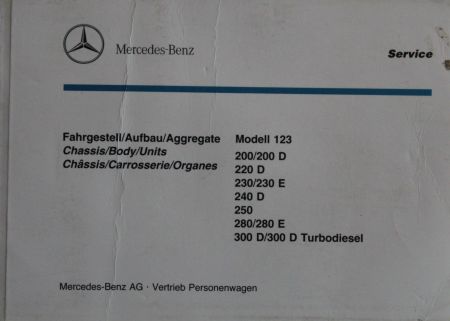 Mercedes-Benz
Service
Fahrgestell/Aufbau/Aggregate Modell 123
Chassis/Body/Units 200/200 D
Châssis/Carrosserie/Organes 220 D
230/230 E
240 D
250
280/280 E
300 D/300 D Turbodiesel
Mercedes-Benz AG · Vertrieb Personenwagen